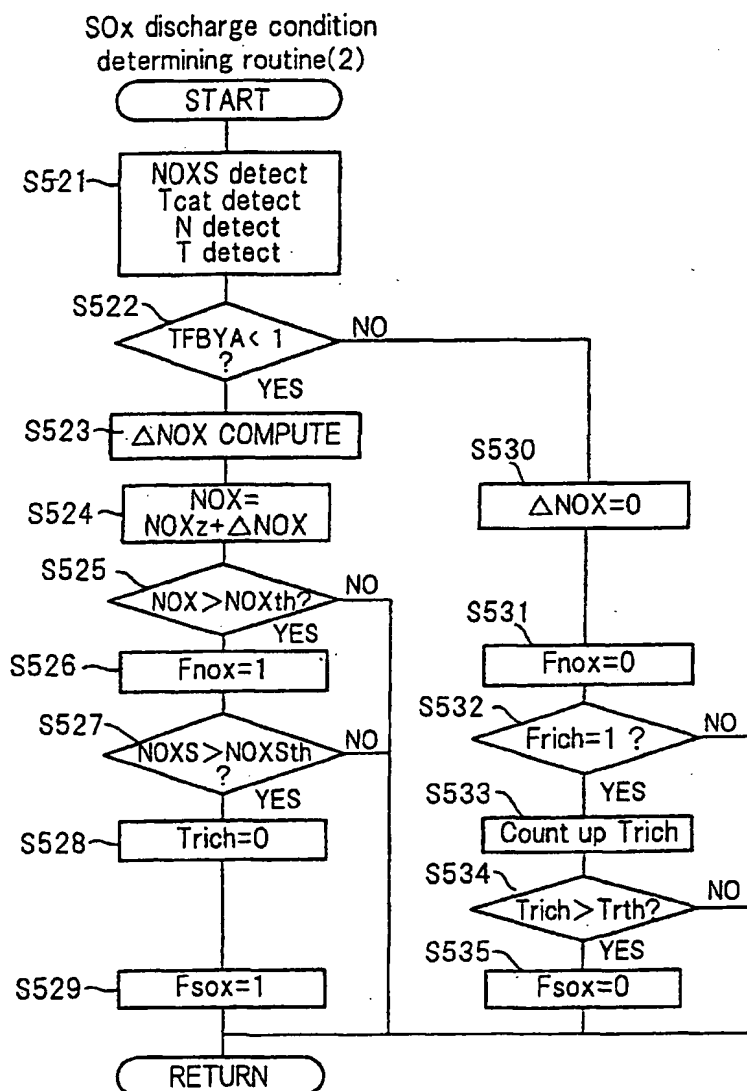 SOx discharge condition
determining routine(2)
START
S521
NOXS detect
Tcat detect
N detect
T detect
S522
TFBYA< 1
?
NO
YES
S523
△NOX COMPUTE
S524
NOX=
NOXz+△NOX
S525
NOX>NOXth?
NO
YES
S526
Fnox=1
S527
NOXS>NOXSth
?
NO
YES
S528
Trich=0
S529
Fsox=1
RETURN
S530
△NOX=0
S531
Fnox=0
S532
Frich=1 ?
NO
YES
S533
Count up Trich
S534
Trich>Trth?
NO
YES
S535
Fsox=0